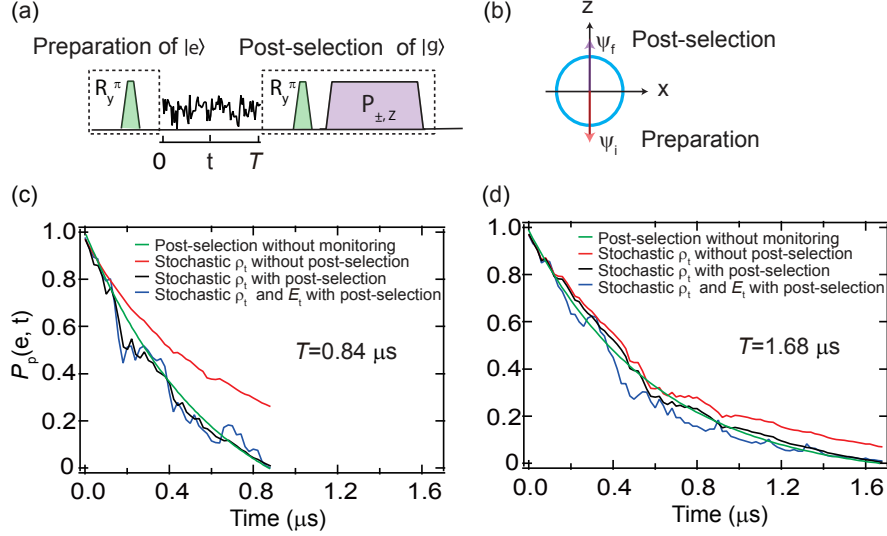 (a)
Preparation of |e⟩
Post-selection of |g⟩
R_y^π
R_y^π
P_±,z
0
t
T
(b)
z
ψ_f
Post-selection
x
ψ_i
Preparation
(c)
P_p(e, t)
1.0
0.8
0.6
0.4
0.2
0
Post-selection without monitoring
Stochastic ρ_t without post-selection
Stochastic ρ_t with post-selection
Stochastic ρ_t and E_t with post-selection
T=0.84 μs
0.0
0.4
0.8
1.2
1.6
Time (μs)
(d)
1.0
0.8
0.6
0.4
0.2
0.0
Post-selection without monitoring
Stochastic ρ_t without post-selection
Stochastic ρ_t with post-selection
Stochastic ρ_t and E_t with post-selection
T=1.68 μs
0.0
0.4
0.8
1.2
1.6
Time (μs)